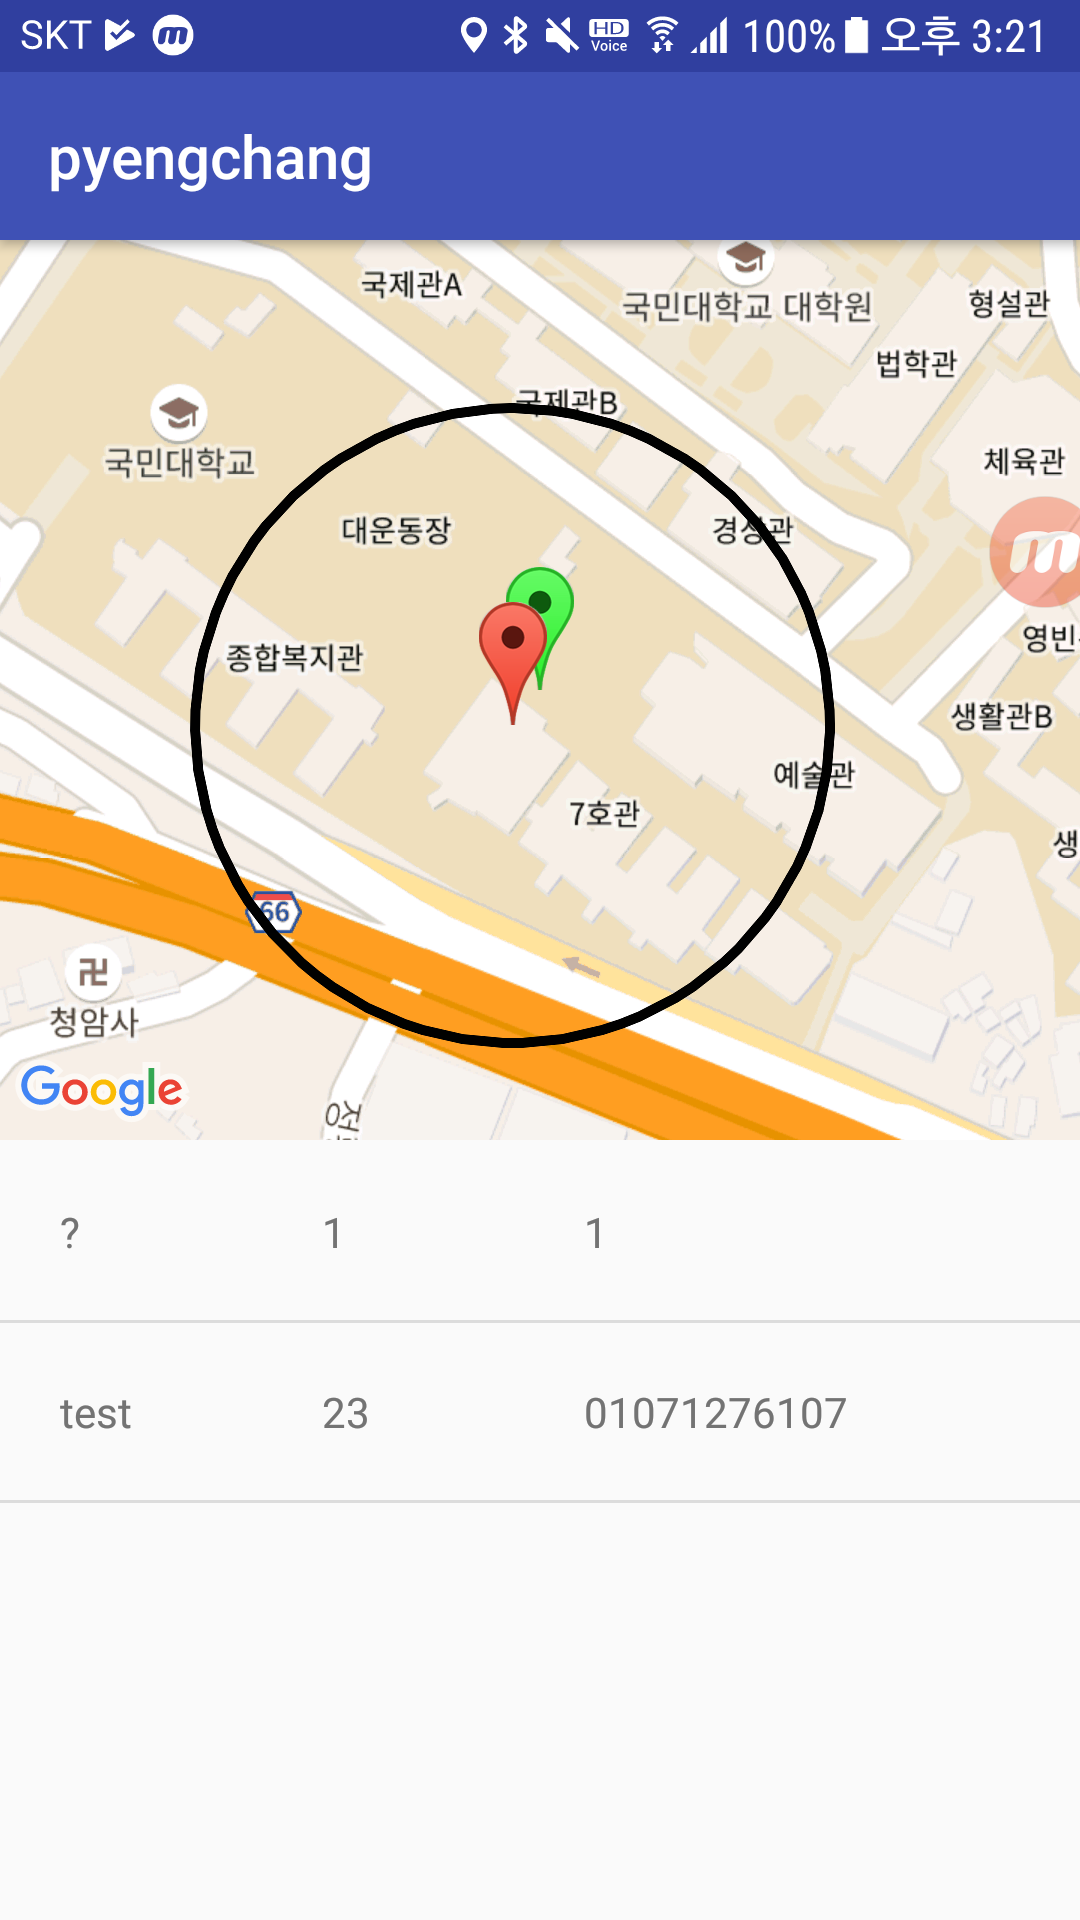 SKT HD Voice 100% 오후 3:21
pyengchang
국제관A
국민대학교 대학원
형설관
법학관
국제관B
국민대학교
체육관
대운동장
경상관
영빈
종합복지관
생활관B
예술관
7호관
생
66
卍
청암사
Google
? 1 1
test 23 01071276107